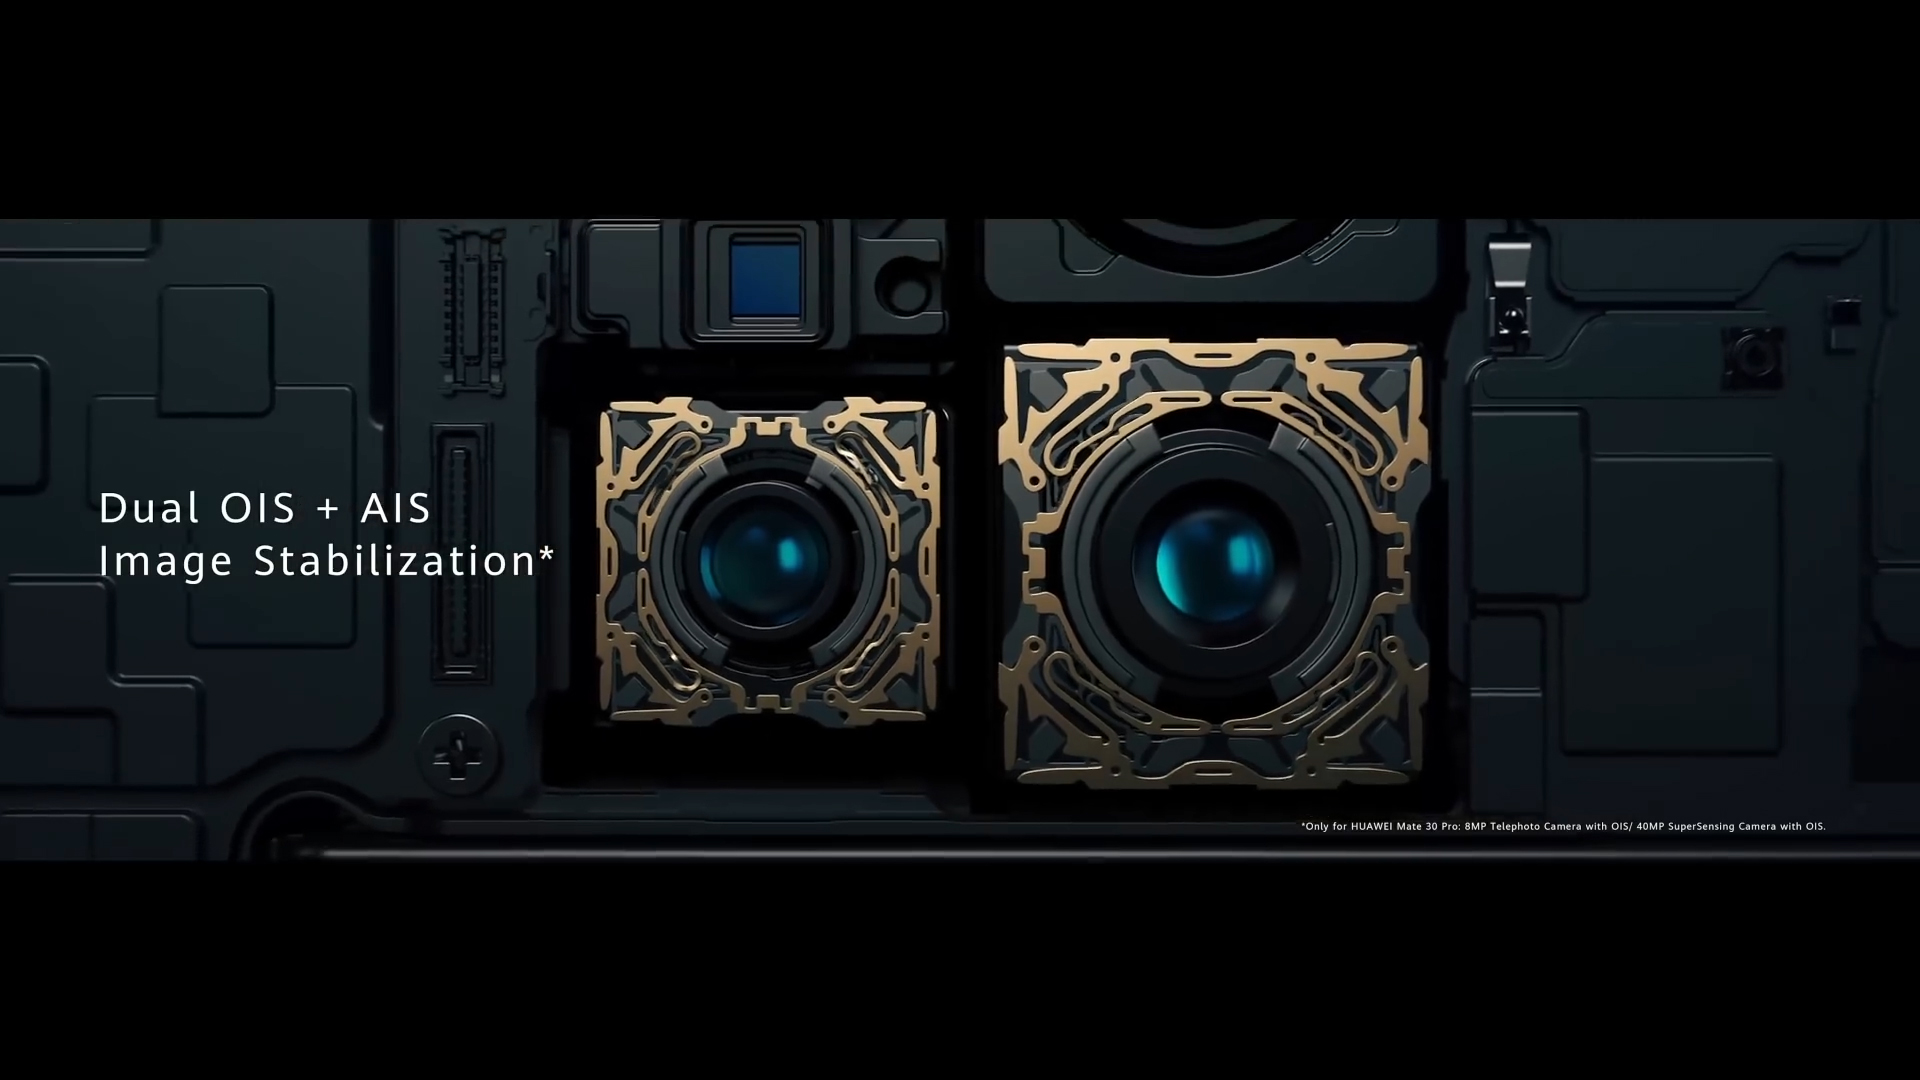 Dual OIS + AIS
Image Stabilization*
*Only for HUAWEI Mate 30 Pro: 8MP Telephoto Camera with OIS/ 40MP SuperSensing Camera with OIS.